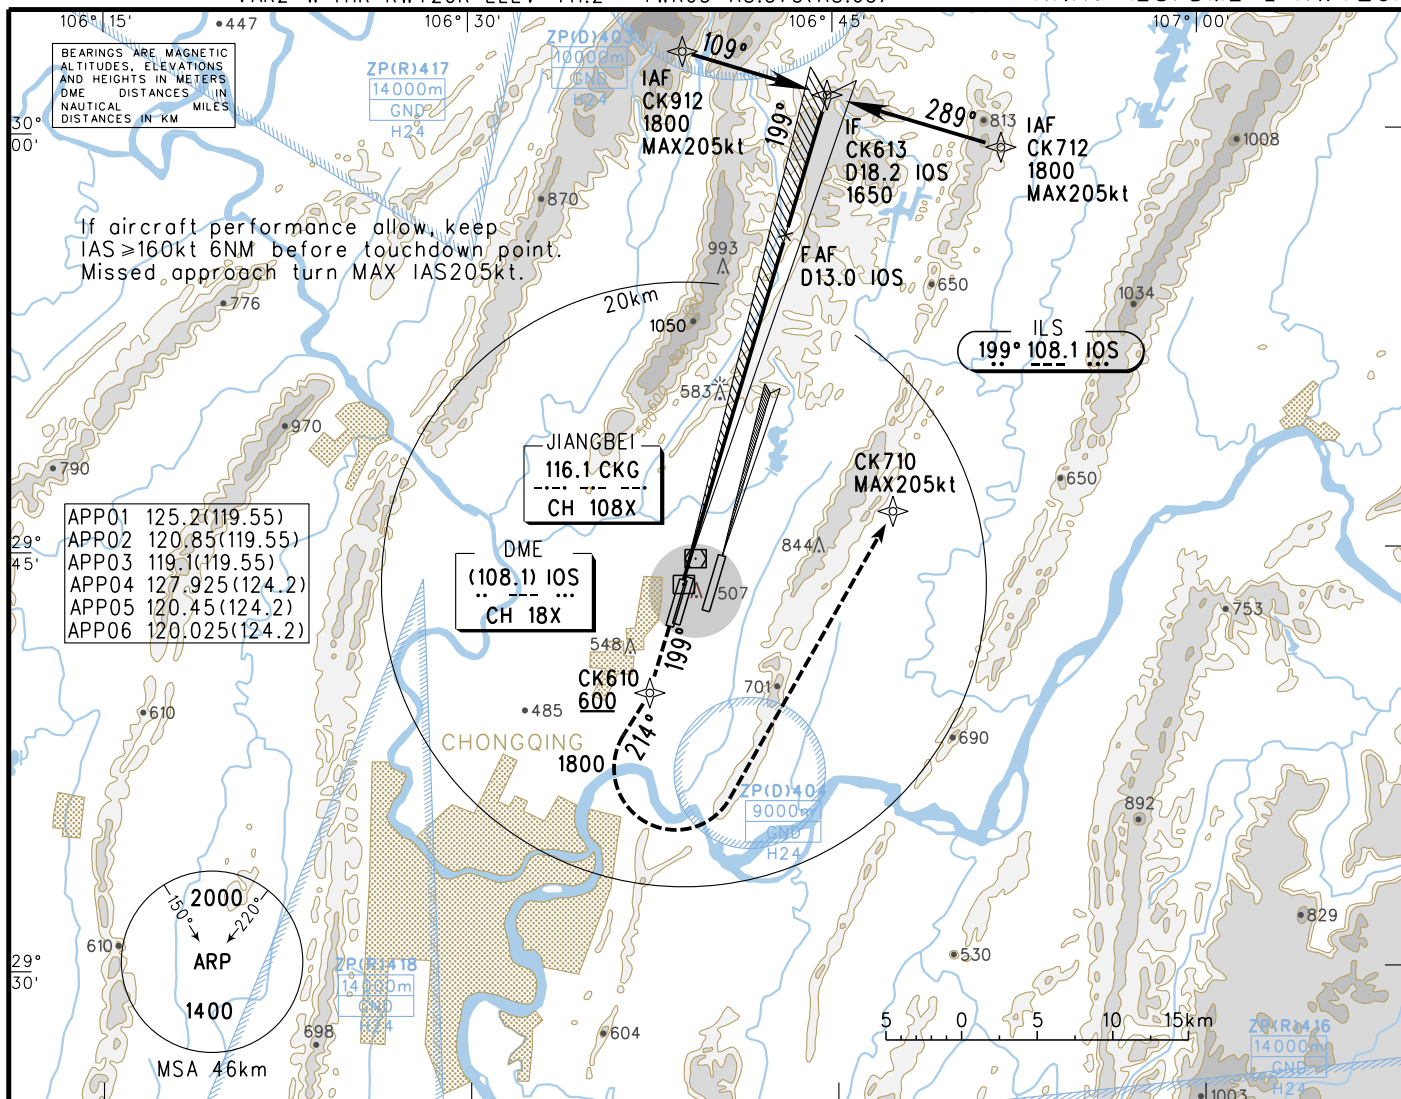 106° 15'
106° 30'
106° 45'
107° 00'
447
BEARINGS ARE MAGNETIC
ALTITUDES, ELEVATIONS
AND HEIGHTS IN METERS
DME DISTANCES IN
NAUTICAL MILES
DISTANCES IN KM
ZP(R)417
14000m
GND
H24
ZP(D)403
10000m
GND
H24
109°
IAF
CK912
1800
MAX205kt
199°
IF
CK613
D18.2 IOS
1650
289°
813
IAF
CK712
1800
MAX205kt
1008
30°
00'
870
If aircraft performance allow, keep
IAS≥160kt 6NM before touchdown point.
Missed approach turn MAX IAS205kt.
993
FAF
D13.0 IOS
650
776
20km
1034
1050
800
600
500
ILS
199° 108.1 IOS
583
970
790
JIANGBEI
116.1 CKG
CH 108X
CK710
MAX205kt
650
APP01 125.2(119.55)
APP02 120.85(119.55)
APP03 119.1(119.55)
APP04 127.925(124.2)
APP05 120.45(124.2)
APP06 120.025(124.2)
29°
45'
DME
(108.1) IOS
CH 18X
844
507
753
548
199°
CK610
600
701
610
485
214°
690
CHONGQING
1800
ZP(D)404
9000m
GND
H24
892
2000
150°
220°
ARP
1400
MSA 46km
610
829
530
29°
30'
ZP(R)418
14000m
GND
H24
698
604
5 0 5 10 15km
ZP(R)416
14000m
GND
H24
1003